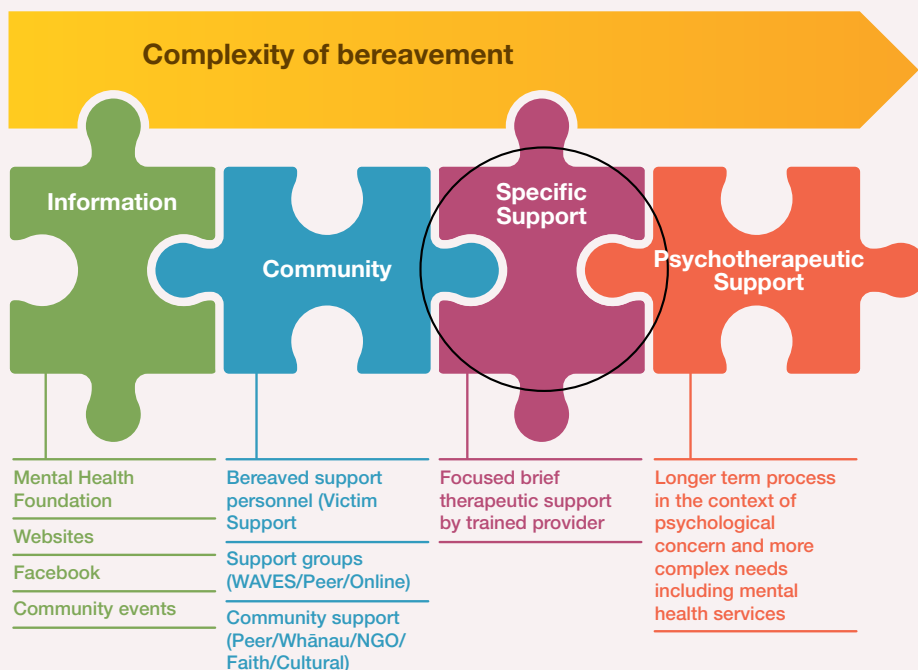 Complexity of bereavement
Information
Community
Specific
Support
Psychotherapeutic
Support
Mental Health
Foundation
Websites
Facebook
Community events
Bereaved support
personnel (Victim
Support
Support groups
(WAVES/Peer/Online)
Community support
(Peer/Whānau/NGO/
Faith/Cultural)
Focused brief
therapeutic support
by trained provider
Longer term process
in the context of
psychological
concern and more
complex needs
including mental
health services